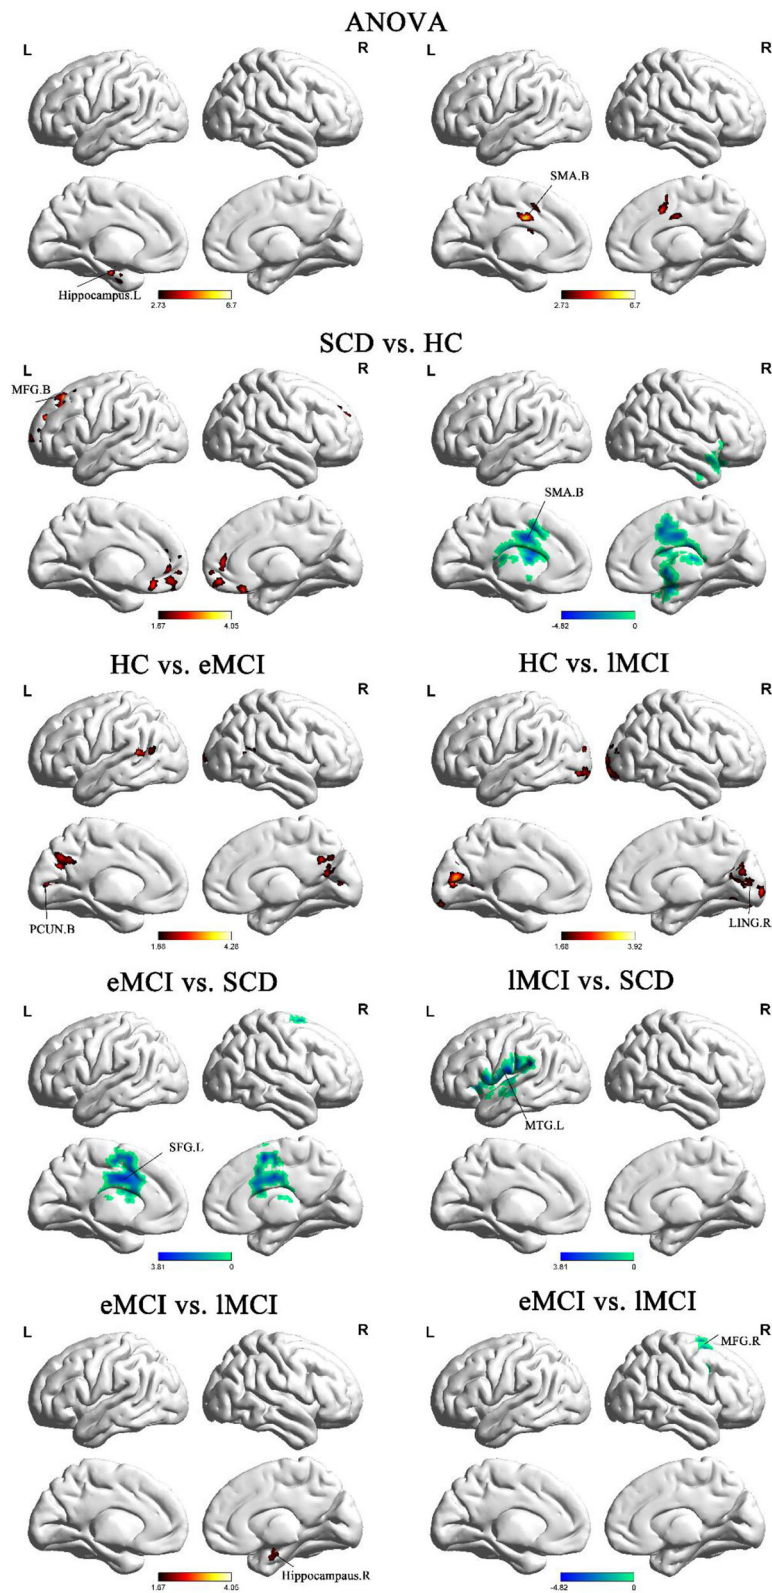 ANOVA
L R L R
SMA.B
Hippocampus.L
2.73 6.7 2.73 6.7
SCD vs. HC
L R L R
MFG.B
SMA.B
1.67 4.05 -4.82 0
HC vs. eMCI HC vs. lMCI
L R L R
PCUN.B LING.R
1.88 4.28 1.68 3.92
eMCI vs. SCD lMCI vs. SCD
L R L R
MTG.L
SFG.L
3.81 0 3.81 0
eMCI vs. lMCI eMCI vs. lMCI
L R L R
MFG.R
Hippocampaus.R
1.67 4.05 -4.82 0